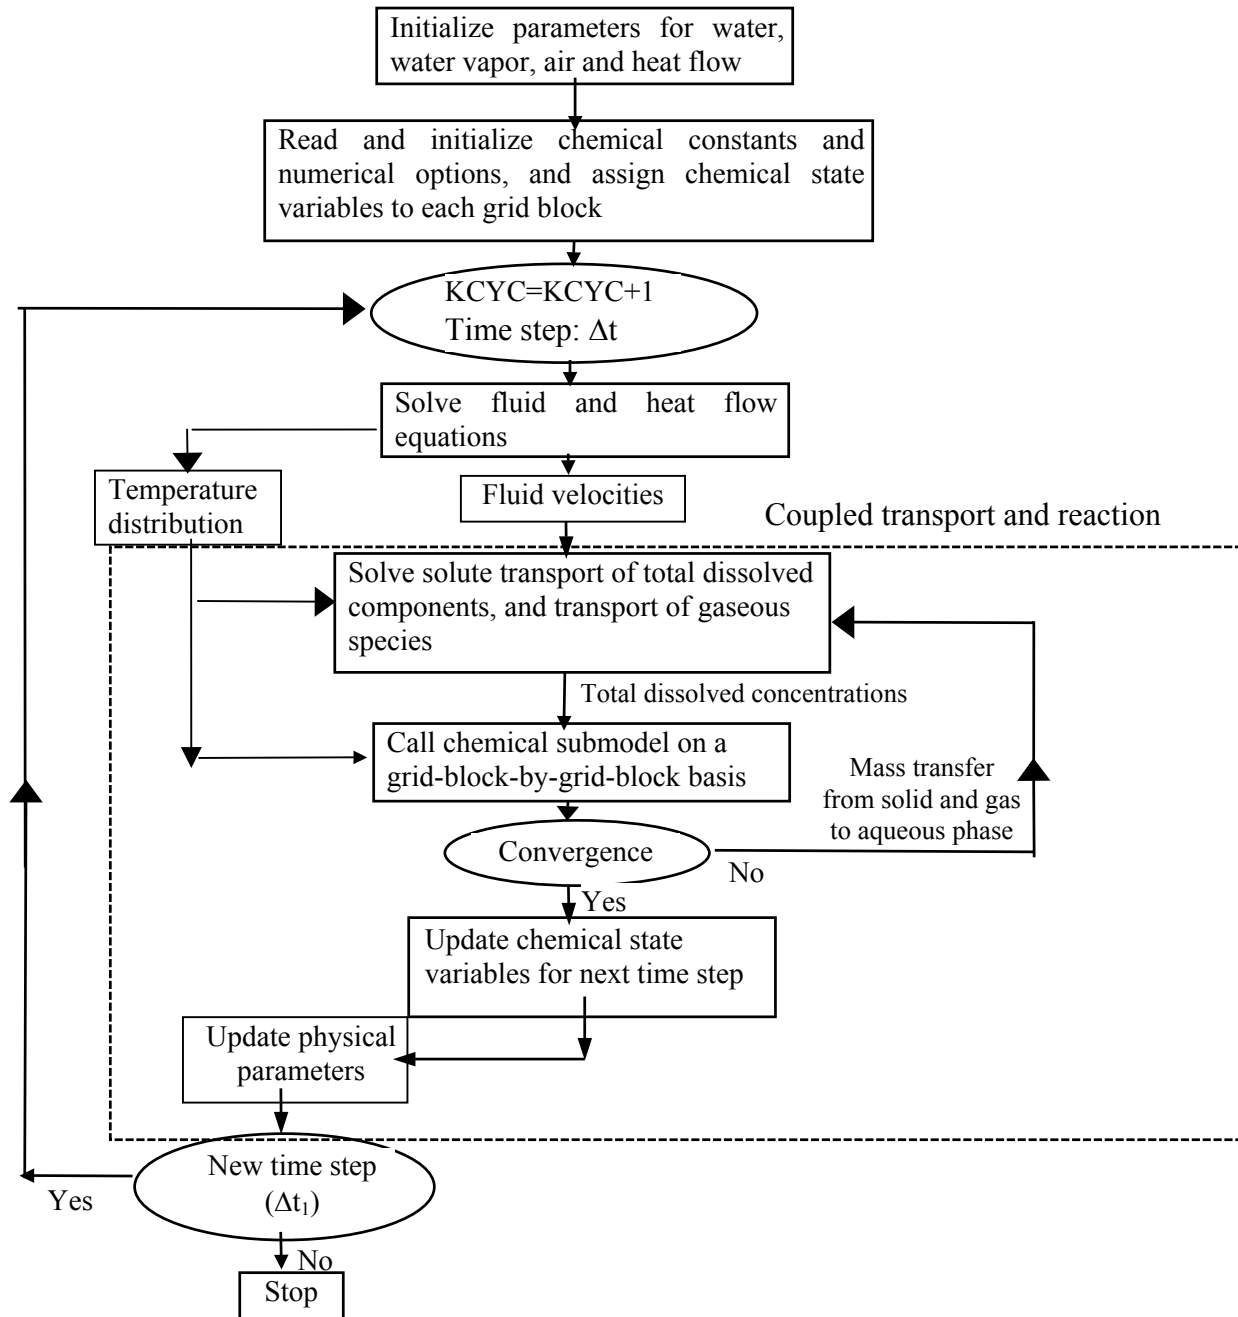 Initialize parameters for water,
water vapor, air and heat flow
Read and initialize chemical constants and
numerical options, and assign chemical state
variables to each grid block
KCYC=KCYC+1
Time step: Δt
Solve fluid and heat flow
equations
Temperature
distribution
Fluid velocities
Coupled transport and reaction
Solve solute transport of total dissolved
components, and transport of gaseous
species
Total dissolved concentrations
Call chemical submodel on a
grid-block-by-grid-block basis
Mass transfer
from solid and gas
to aqueous phase
Convergence
No
Yes
Update chemical state
variables for next time step
Update physical
parameters
New time step
(Δt₁)
Yes
No
Stop